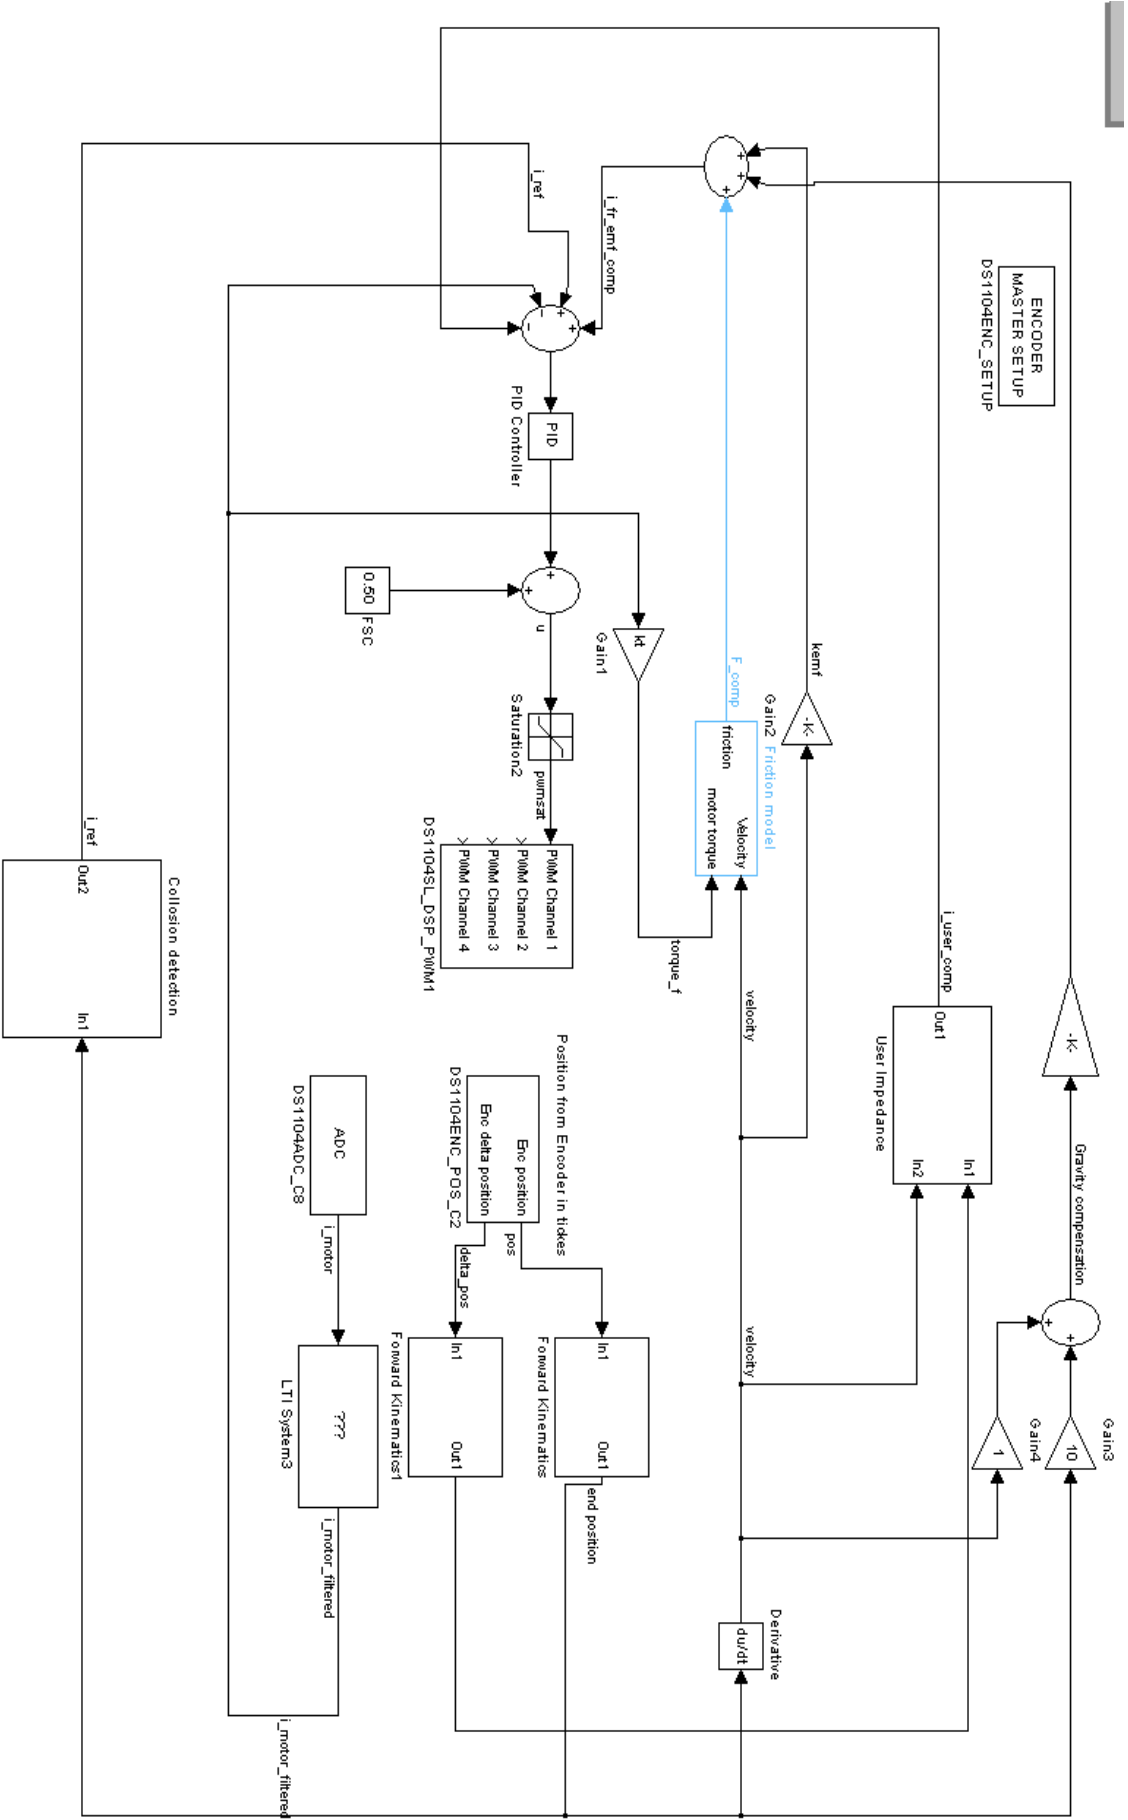 Gain3
10
Gravity compensation
-K-
+
+
Gain4
1
ENCODER
MASTER SETUP
DS1104ENC_SETUP
In1
In2
Out1
User Impedance
i_user_comp
kemf
-K-
Gain2
Friction model
Velocity
friction
motor torque
F_comp
velocity
velocity
Derivative
du/dt
+
+
+
torque_f
kt
Gain1
i_fr_emf_comp
i_ref
+
+
-
-
PID
PID Controller
+
+
u
0.50
FSC
Saturation2
pwmsat
PWM Channel 1
PWM Channel 2
PWM Channel 3
PWM Channel 4
DS1104SL_DSP_PWM1
Position from Encoder in tickes
Enc position
Enc delta position
DS1104ENC_POS_C2
pos
delta_pos
In1
Out1
Forward Kinematics
end position
In1
Out1
Forward Kinematics1
ADC
DS1104ADC_C8
i_motor
???
LTI System3
i_motor_filtered
i_motor_filtered
Collosion detection
Out2
In1
i_ref